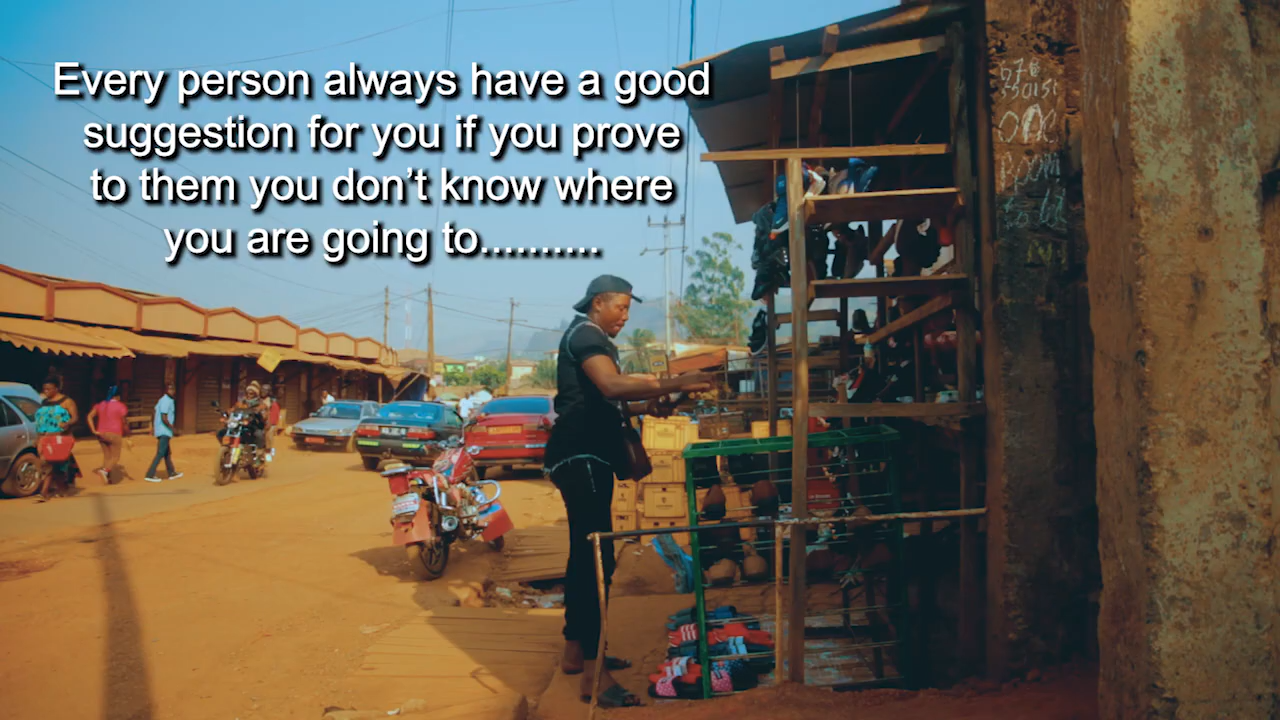 Every person always have a good
suggestion for you if you prove
to them you don’t know where
you are going to..........